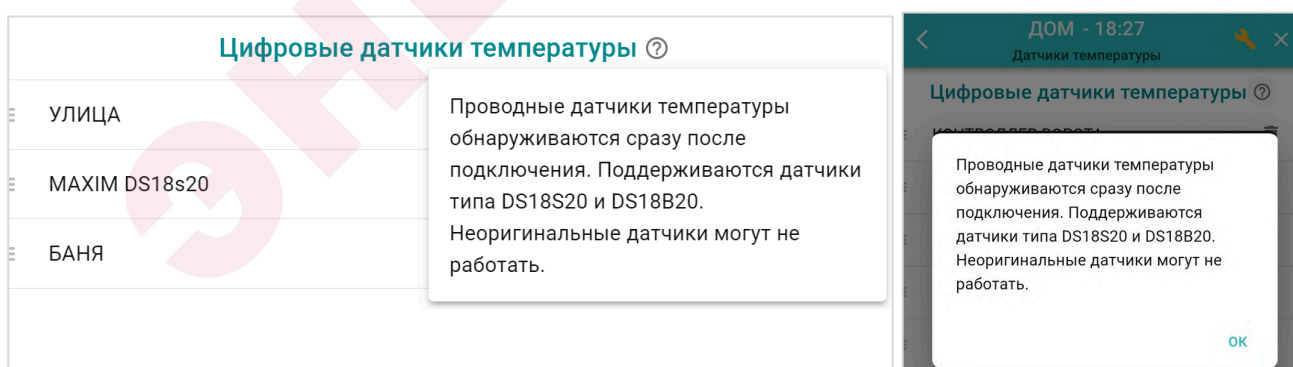 Цифровые датчики температуры
УЛИЦА
MAXIM DS18s20
БАНЯ
Проводные датчики температуры
обнаруживаются сразу после
подключения. Поддерживаются датчики
типа DS18S20 и DS18B20.
Неоригинальные датчики могут не
работать.
ДОМ - 18:27
Датчики температуры
Цифровые датчики температуры
Проводные датчики температуры
обнаруживаются сразу после
подключения. Поддерживаются
датчики типа DS18S20 и DS18B20.
Неоригинальные датчики могут не
работать.
ОК